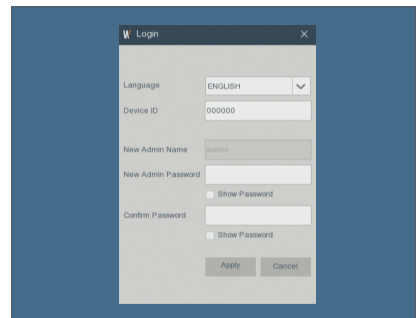 W Login
Language
ENGLISH
Device ID
000000
New Admin Name
admin
New Admin Password
Show Password
Confirm Password
Show Password
Apply
Cancel